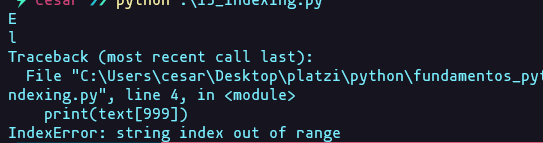 cesar >> python .\15_indexing.py
E
l
Traceback (most recent call last):
  File "C:\Users\cesar\Desktop\platzi\python\fundamentos_pyt
ndexing.py", line 4, in <module>
    print(text[999])
IndexError: string index out of range